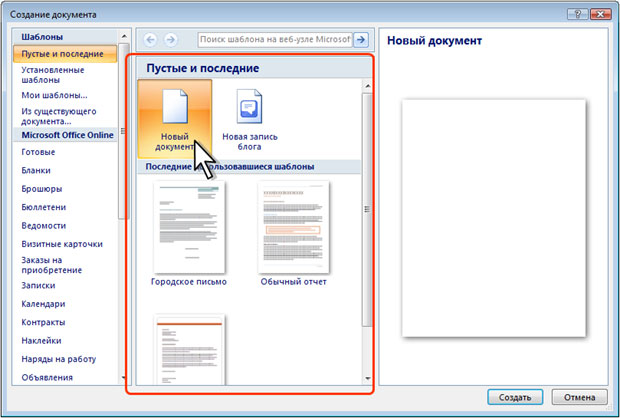 Создание документа
Шаблоны
Пустые и последние
Установленные
шаблоны
Мои шаблоны...
Из существующего
документа...
Microsoft Office Online
Готовые
Бланки
Брошюры
Бюллетени
Ведомости
Визитные карточки
Заказы на
приобретение
Записки
Календари
Контракты
Наклейки
Наряды на работу
Объявления
Поиск шаблона на веб-узле Microsof
Пустые и последние
Новый
документ
Новая запись
блога
Последние использовавшиеся шаблоны
Городское письмо
Обычный отчет
Новый документ
Создать
Отмена